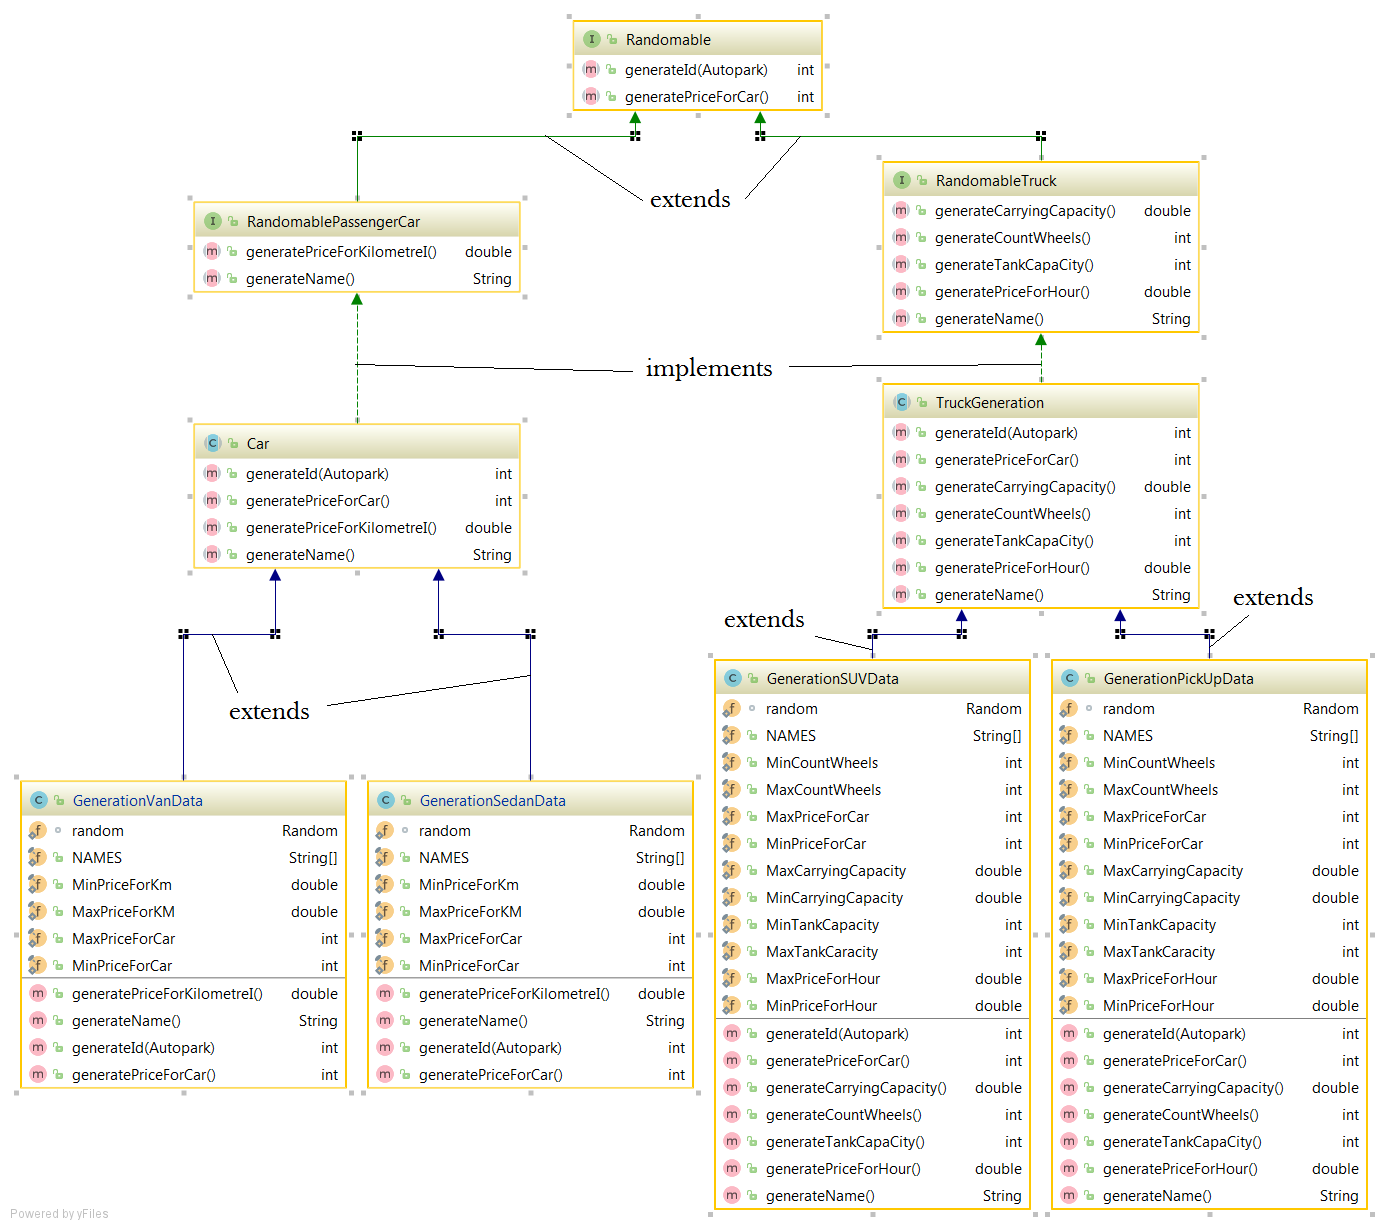 Randomable
generateId(Autopark) int
generatePriceForCar() int
extends
RandomablePassengerCar
generatePriceForKilometreI() double
generateName() String
RandomableTruck
generateCarryingCapacity() double
generateCountWheels() int
generateTankCapaCity() int
generatePriceForHour() double
generateName() String
implements
Car
generateId(Autopark) int
generatePriceForCar() int
generatePriceForKilometreI() double
generateName() String
TruckGeneration
generateId(Autopark) int
generatePriceForCar() int
generateCarryingCapacity() double
generateCountWheels() int
generateTankCapaCity() int
generatePriceForHour() double
generateName() String
extends
extends
extends
GenerationVanData
random Random
NAMES String[]
MinPriceForKm double
MaxPriceForKM double
MaxPriceForCar int
MinPriceForCar int
generatePriceForKilometreI() double
generateName() String
generateId(Autopark) int
generatePriceForCar() int
GenerationSedanData
random Random
NAMES String[]
MinPriceForKm double
MaxPriceForKM double
MaxPriceForCar int
MinPriceForCar int
generatePriceForKilometreI() double
generateName() String
generateId(Autopark) int
generatePriceForCar() int
GenerationSUVData
random Random
NAMES String[]
MinCountWheels int
MaxCountWheels int
MaxPriceForCar int
MinPriceForCar int
MaxCarryingCapacity double
MinCarryingCapacity double
MinTankCapacity int
MaxTankCaracity int
MaxPriceForHour double
MinPriceForHour double
generateId(Autopark) int
generatePriceForCar() int
generateCarryingCapacity() double
generateCountWheels() int
generateTankCapaCity() int
generatePriceForHour() double
generateName() String
GenerationPickUpData
random Random
NAMES String[]
MinCountWheels int
MaxCountWheels int
MaxPriceForCar int
MinPriceForCar int
MaxCarryingCapacity double
MinCarryingCapacity double
MinTankCapacity int
MaxTankCaracity int
MaxPriceForHour double
MinPriceForHour double
generateId(Autopark) int
generatePriceForCar() int
generateCarryingCapacity() double
generateCountWheels() int
generateTankCapaCity() int
generatePriceForHour() double
generateName() String
Powered by yFiles